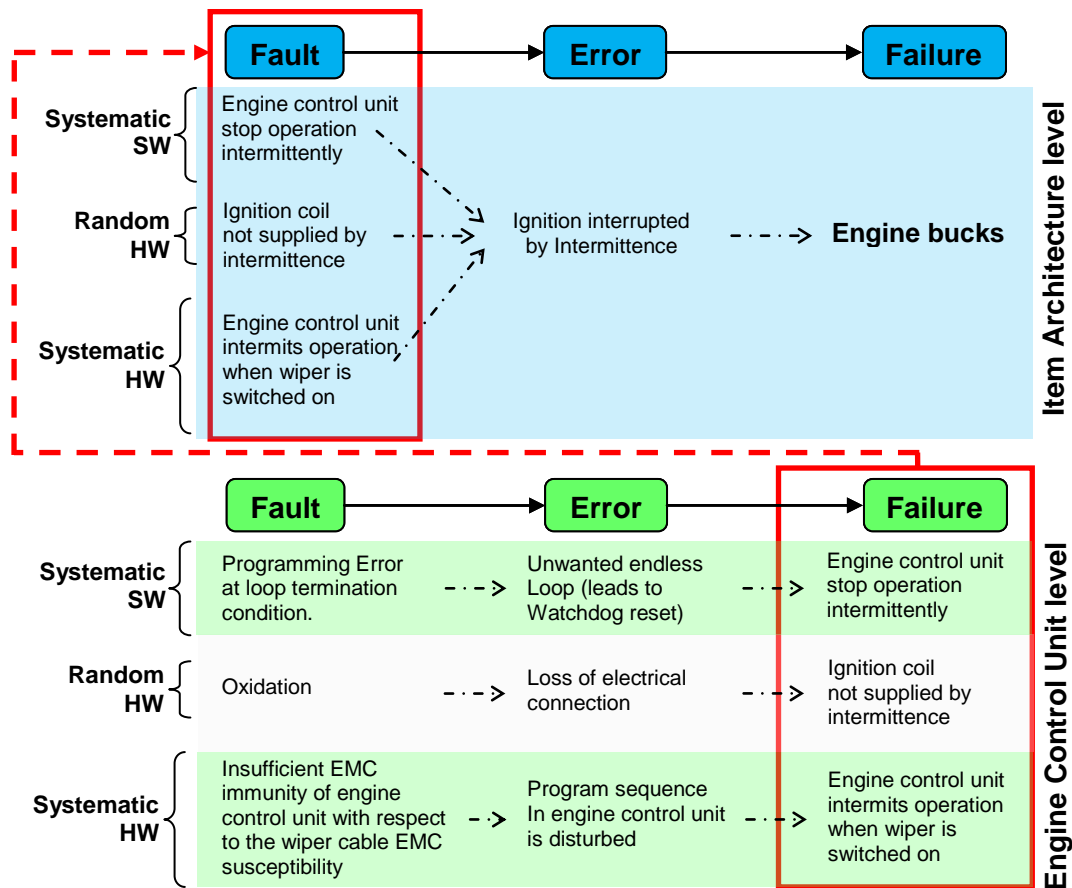 Fault
Error
Failure
Systematic
SW
Engine control unit
stop operation
intermittently
Random
HW
Ignition coil
not supplied by
intermittence
Ignition interrupted
by Intermittence
Engine bucks
Systematic
HW
Engine control unit
intermits operation
when wiper is
switched on
Item Architecture level
Fault
Error
Failure
Systematic
SW
Programming Error
at loop termination
condition.
Unwanted endless
Loop (leads to
Watchdog reset)
Engine control unit
stop operation
intermittently
Random
HW
Oxidation
Loss of electrical
connection
Ignition coil
not supplied by
intermittence
Systematic
HW
Insufficient EMC
immunity of engine
control unit with respect
to the wiper cable EMC
susceptibility
Program sequence
In engine control unit
is disturbed
Engine control unit
intermits operation
when wiper is
switched on
Engine Control Unit level